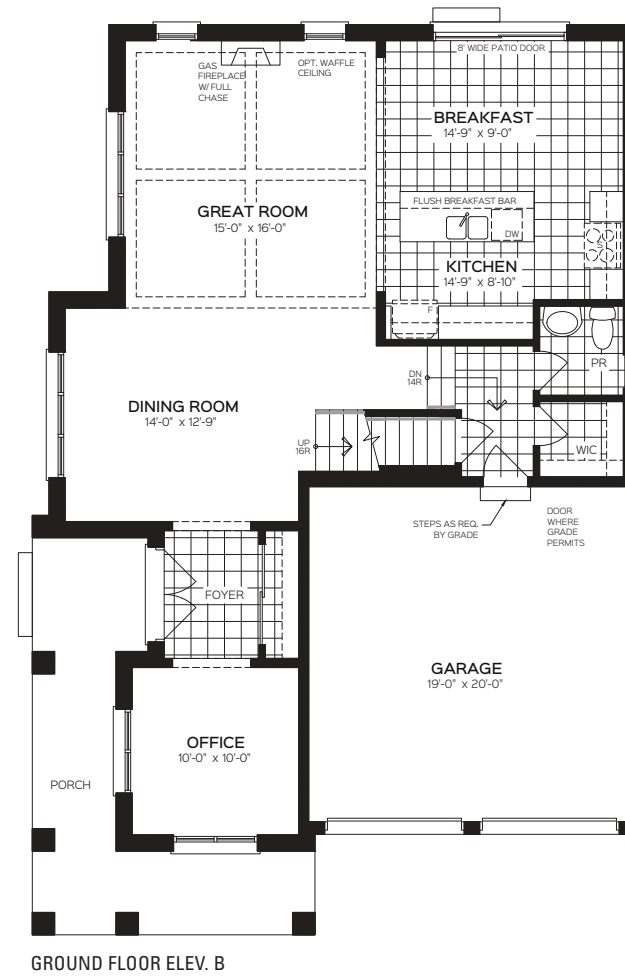 8' WIDE PATIO DOOR
GAS
FIREPLACE
W/ FULL
CHASE
OPT. WAFFLE
CEILING
BREAKFAST
14'-9" x 9'-0"
GREAT ROOM
15'-0" x 16'-0"
FLUSH BREAKFAST BAR
DW
S
KITCHEN
14'-9" x 8'-10"
F
PR
DN
14R
DINING ROOM
14'-0" x 12'-9"
UP
16R
WIC
STEPS AS REQ.
BY GRADE
DOOR
WHERE
GRADE
PERMITS
FOYER
GARAGE
19'-0" x 20'-0"
OFFICE
10'-0" x 10'-0"
PORCH
GROUND FLOOR ELEV. B